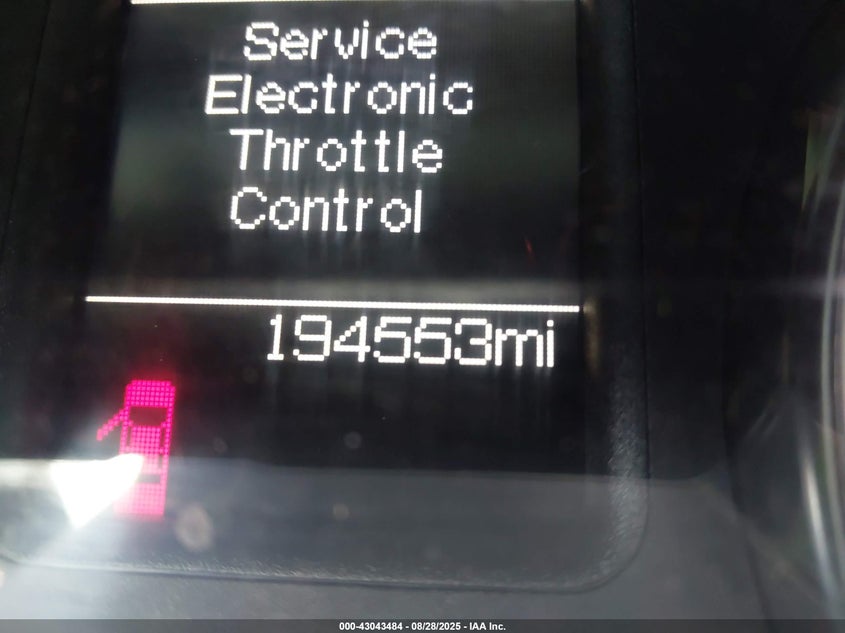 Service
Electronic
Throttle
Control
194553mi
000-43043484 - 08/28/2025 - IAA Inc.